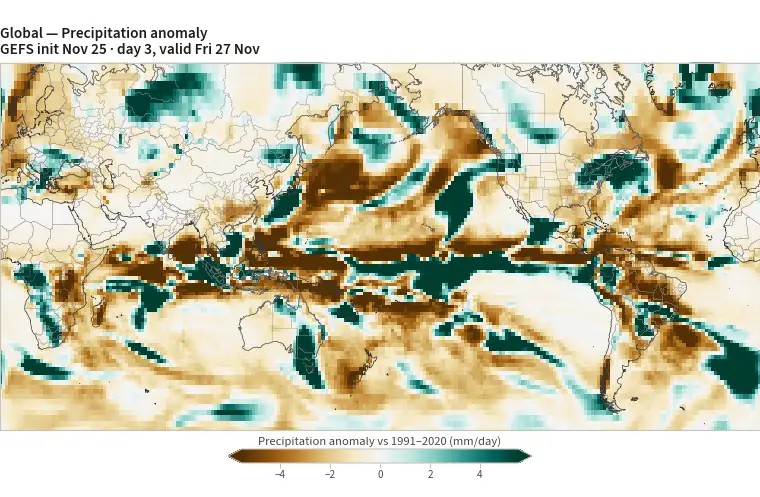 Global — Precipitation anomaly
GEFS init Nov 25 · day 3, valid Fri 27 Nov
Precipitation anomaly vs 1991–2020 (mm/day)
−4 −2 0 2 4